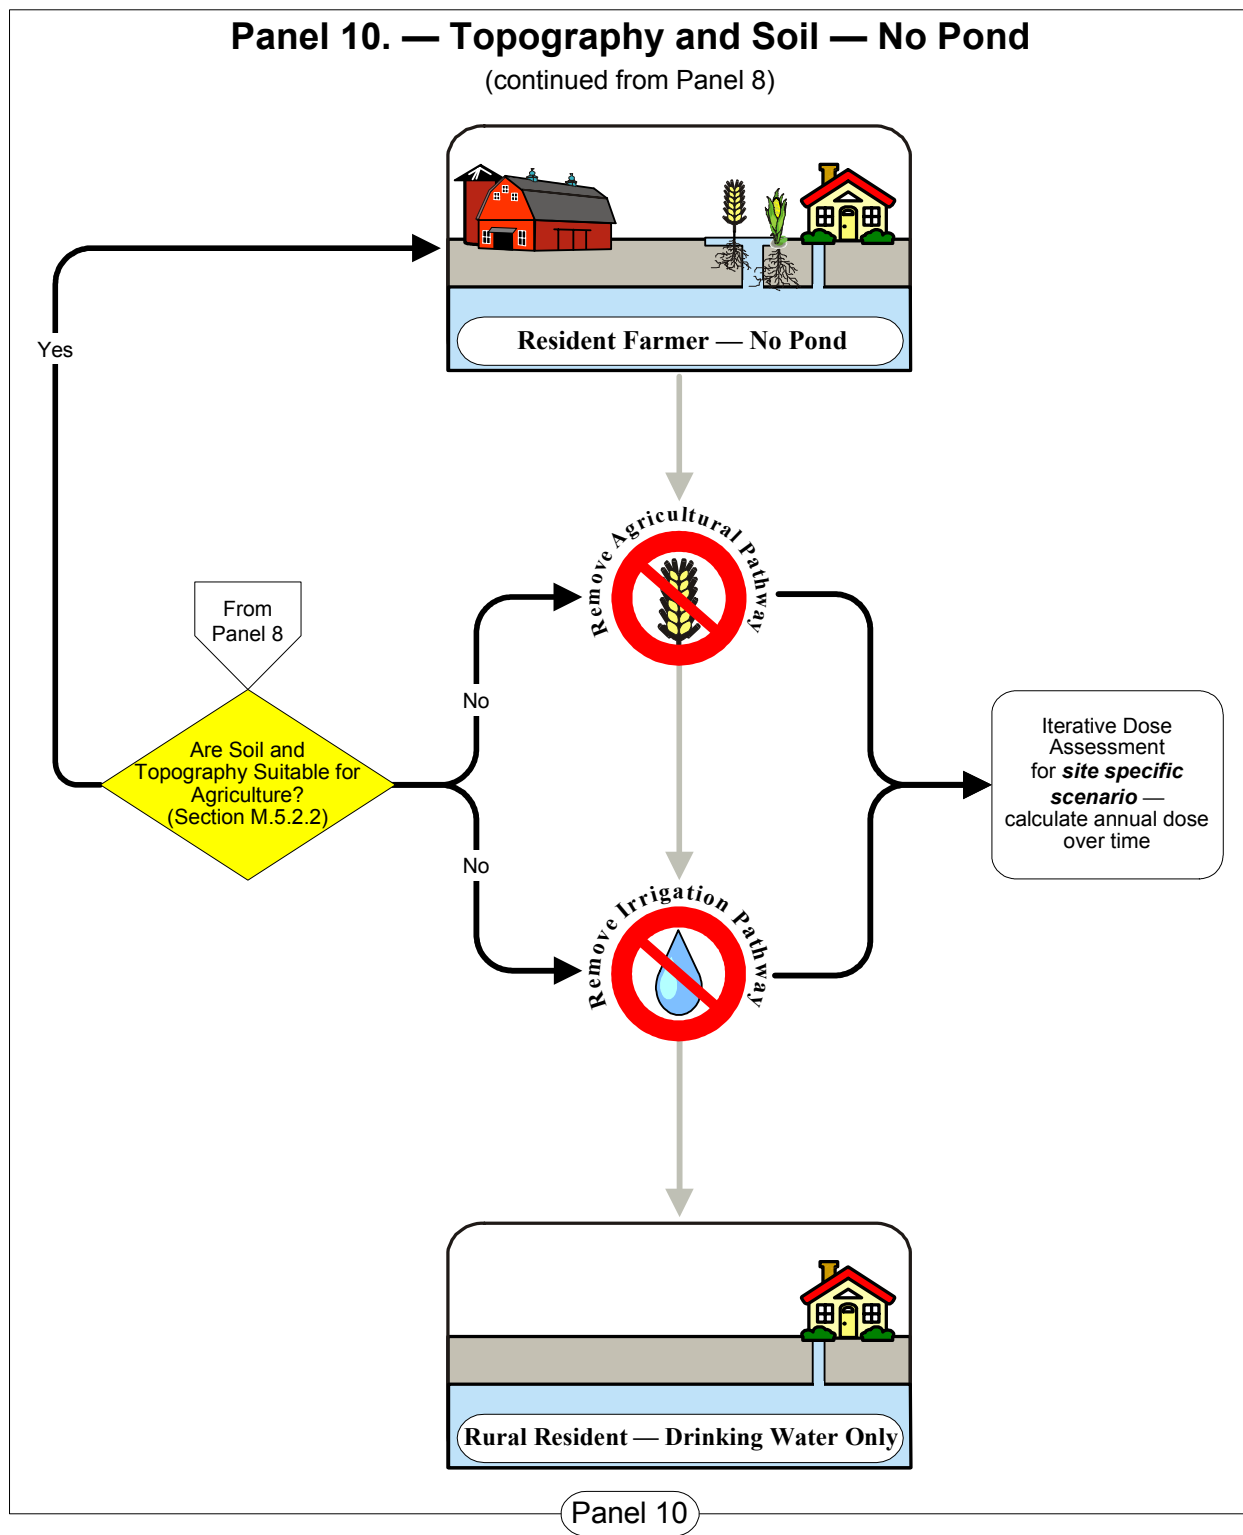 Panel 10. — Topography and Soil — No Pond
(continued from Panel 8)
Resident Farmer — No Pond
Yes
Remove Agricultural Pathway
From
Panel 8
No
Are Soil and
Topography Suitable for
Agriculture?
(Section M.5.2.2)
Iterative Dose
Assessment
for site specific
scenario —
calculate annual dose
over time
No
Remove Irrigation Pathway
Rural Resident — Drinking Water Only
Panel 10